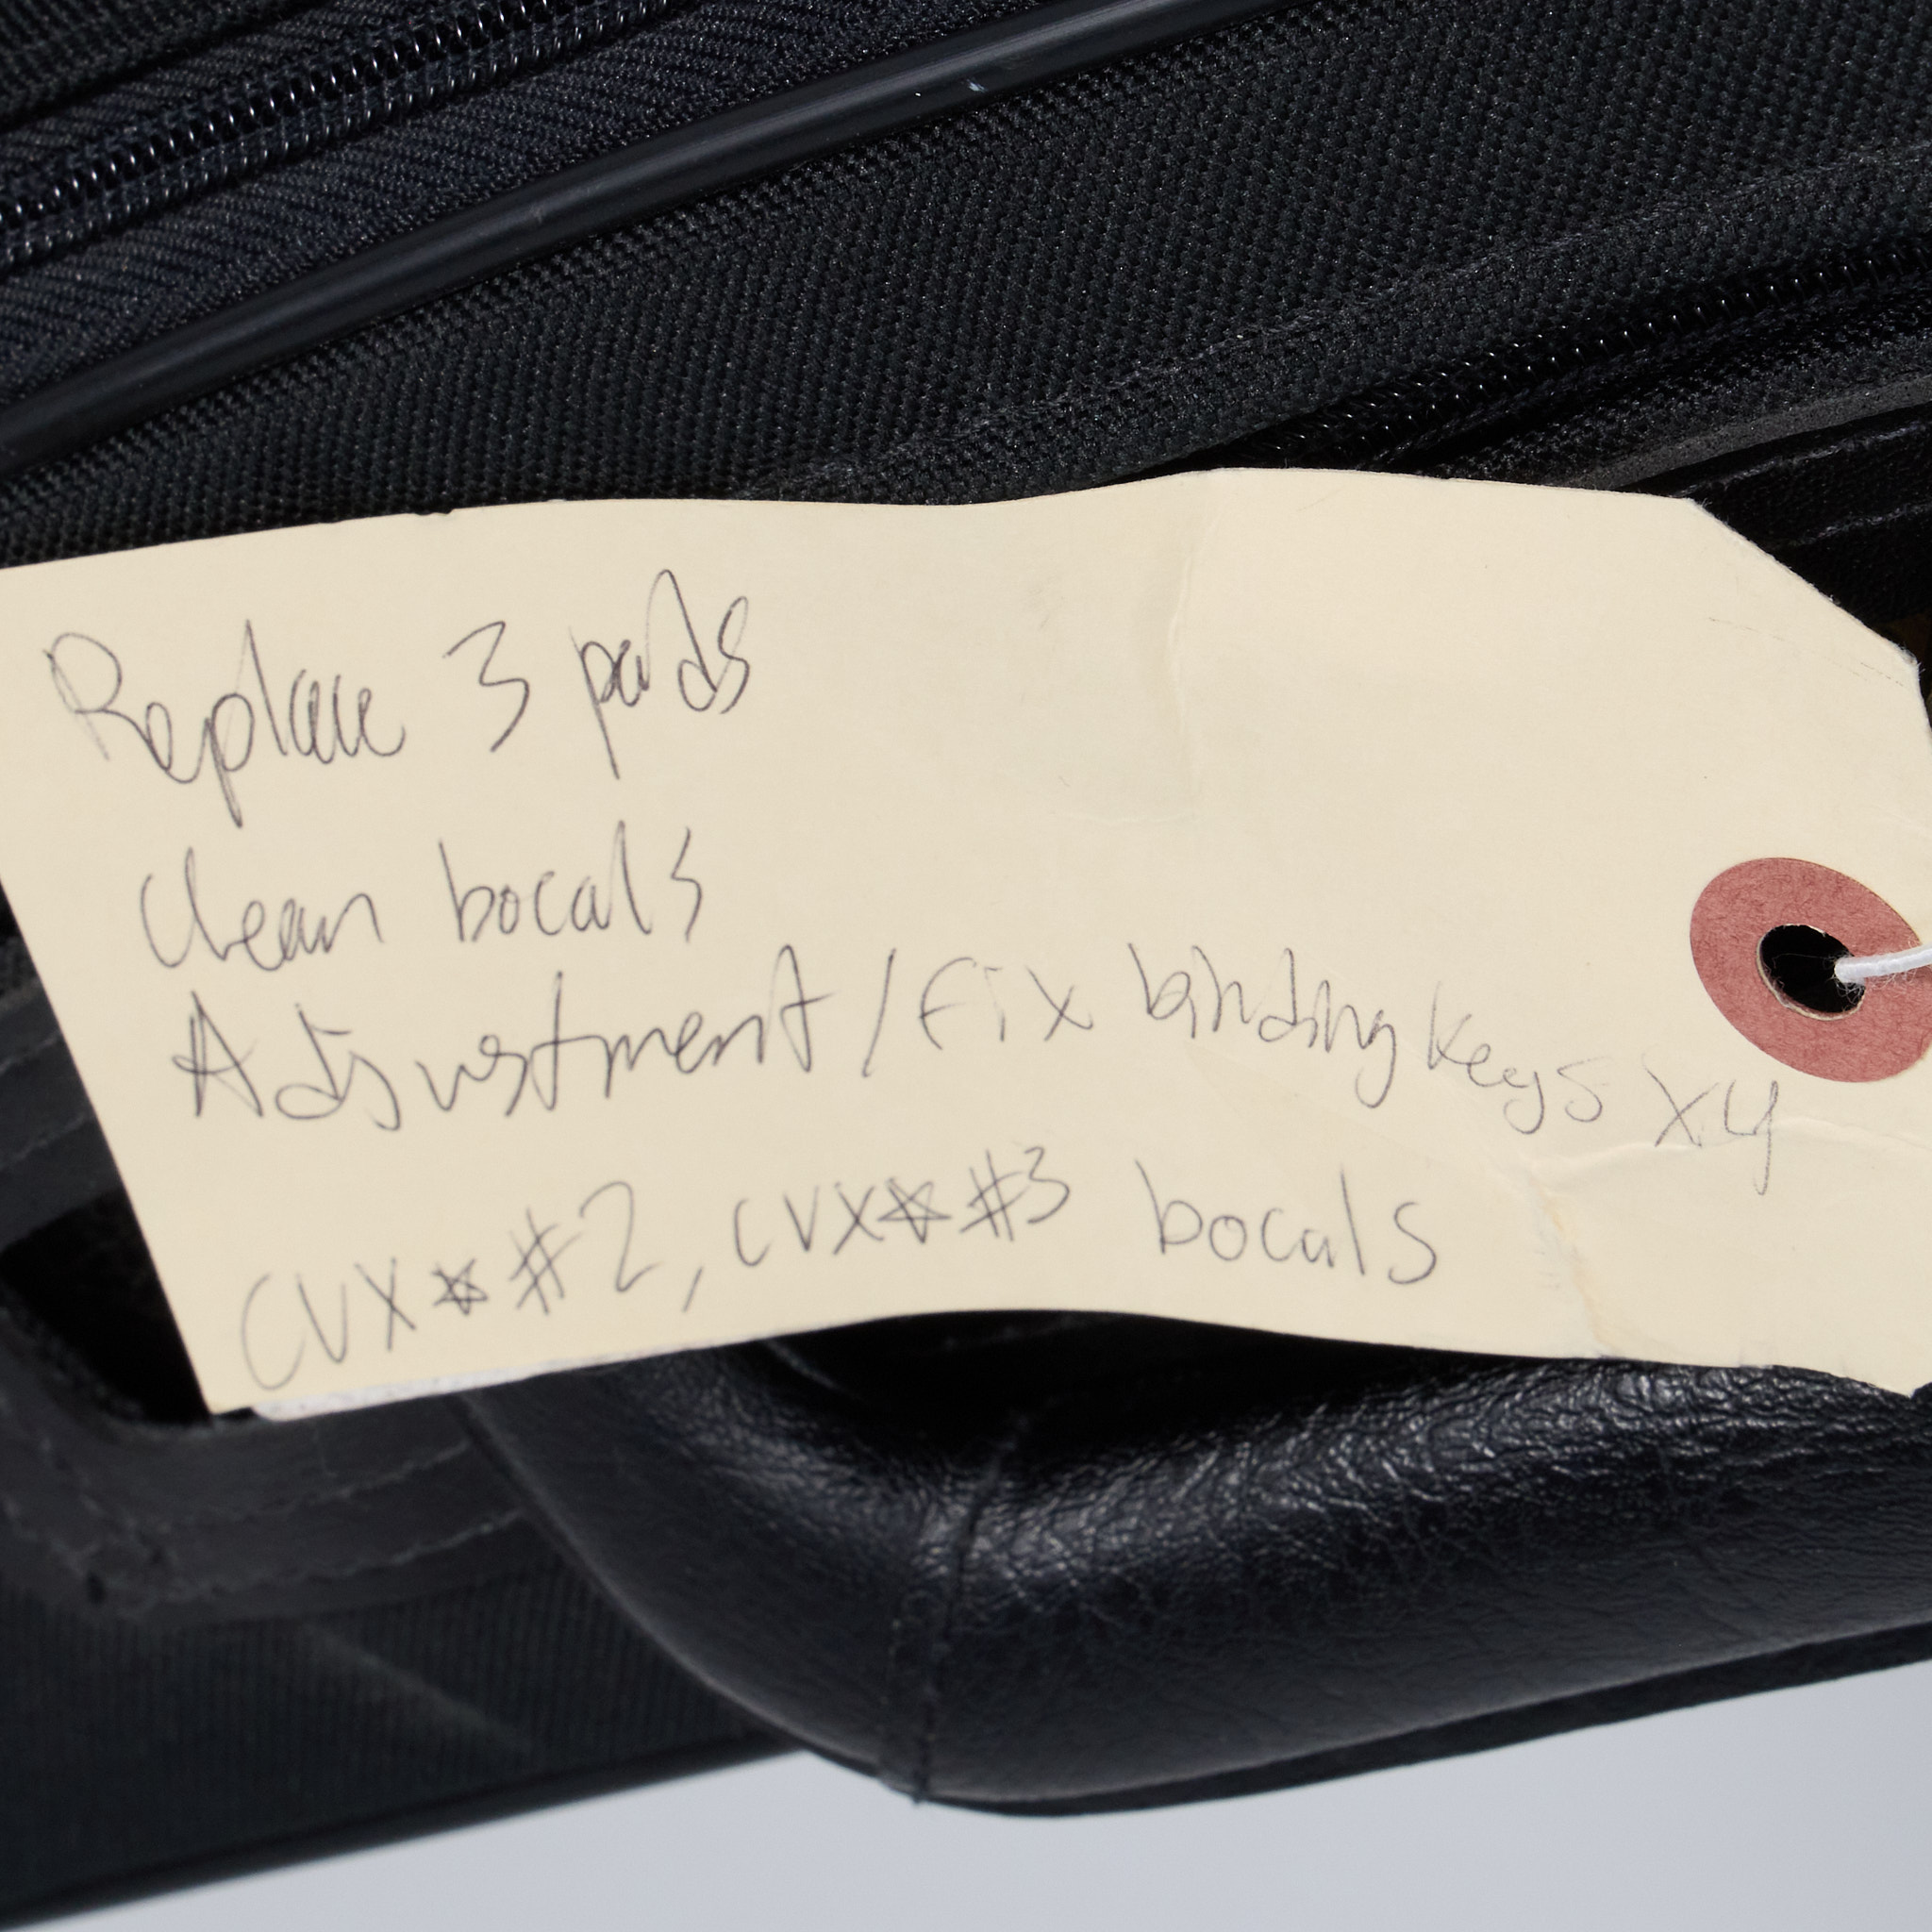 Replace 3 pads
Clean bocals
Adjustment / Fix binding keys x4
CVX☆ #2, CVX☆ #3 bocals